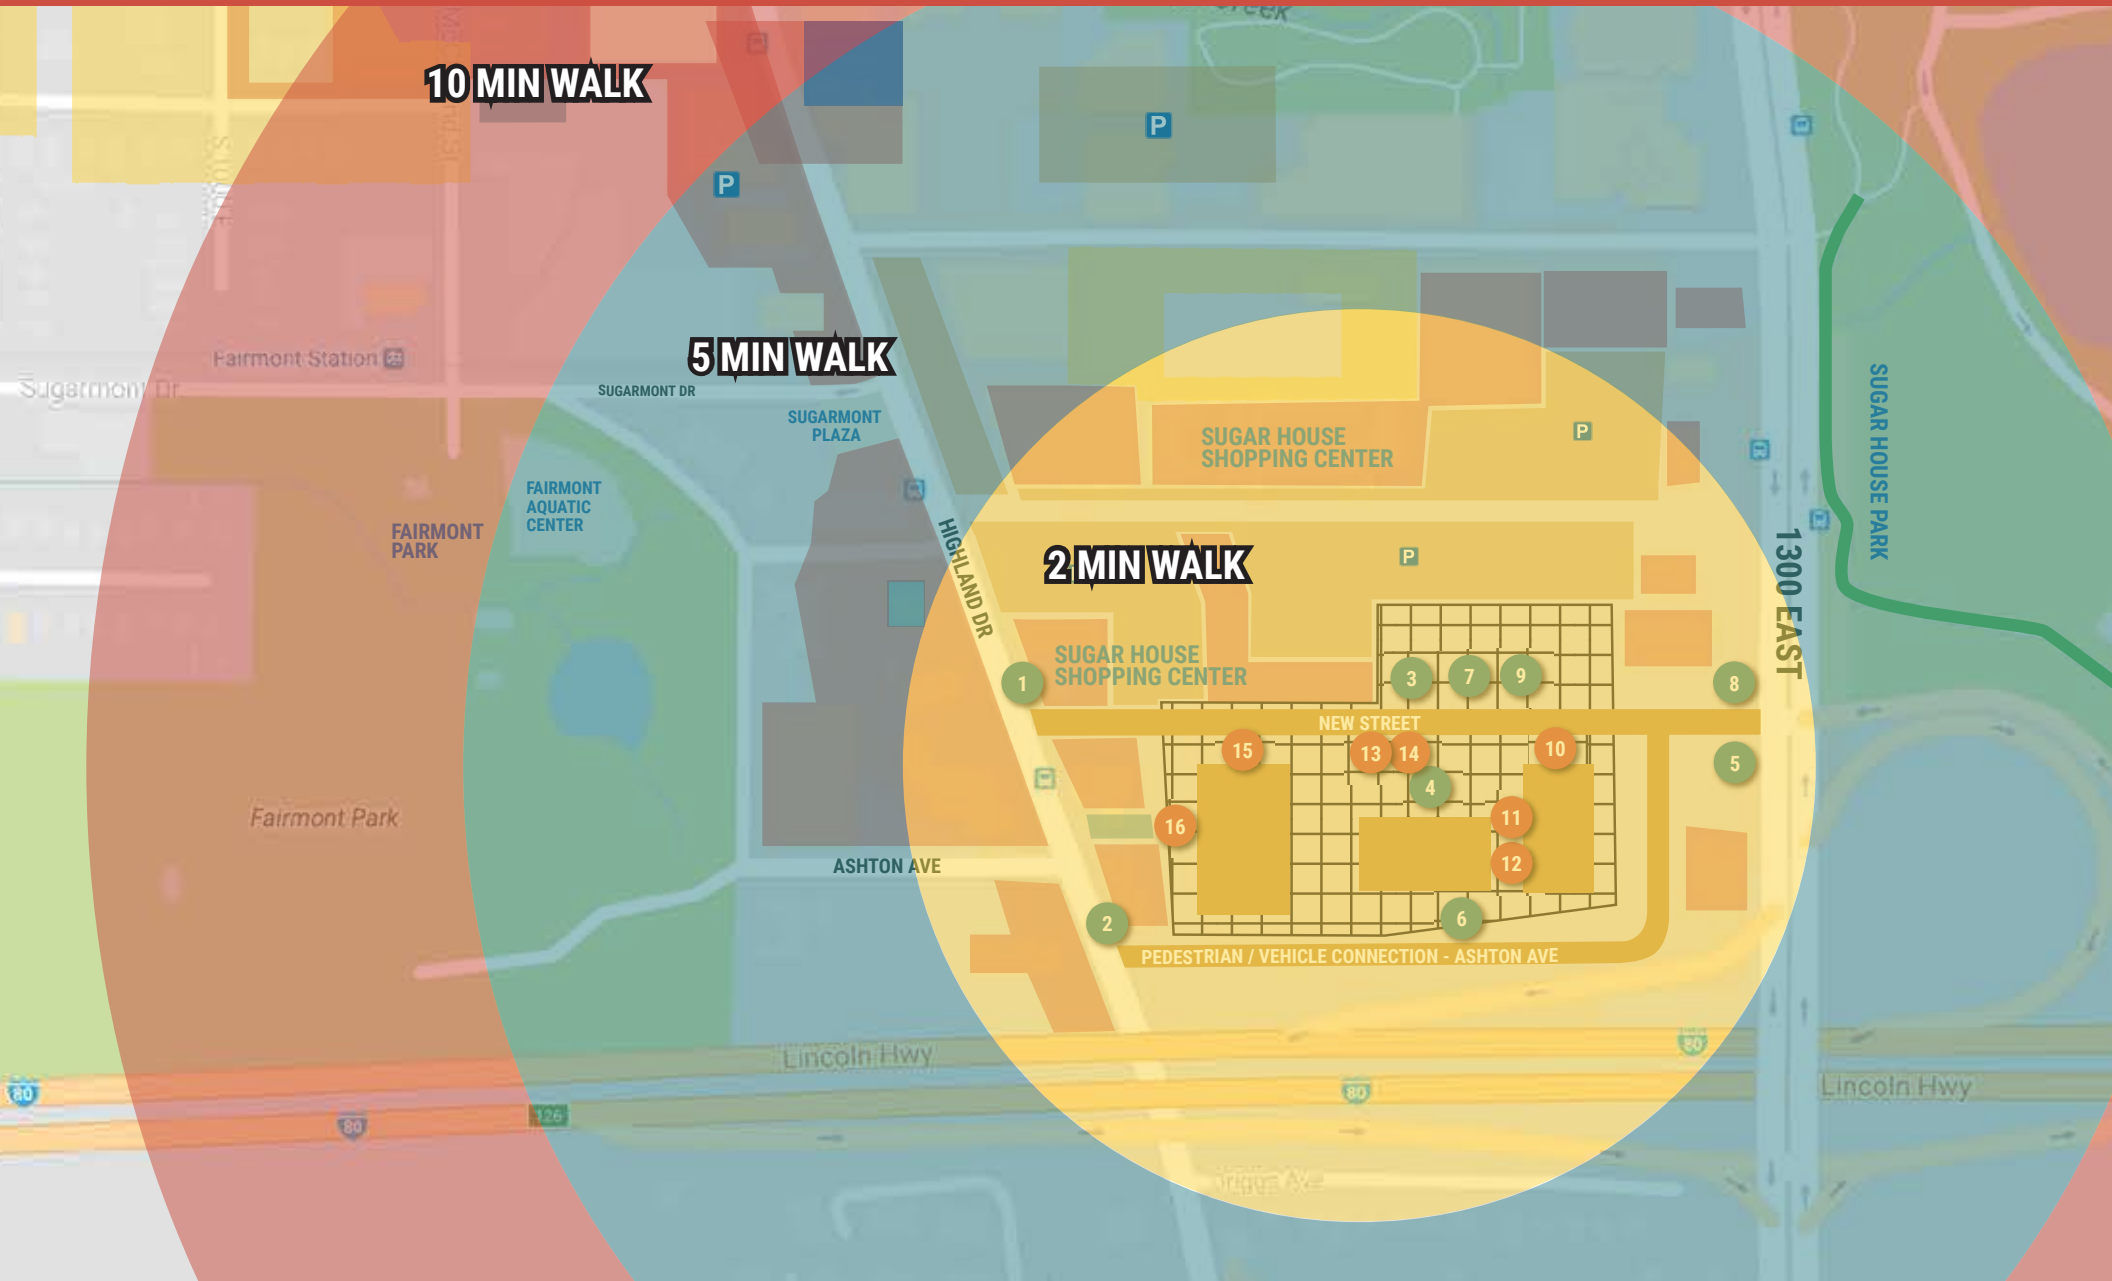 Creek
10 MIN WALK
P
P
5 MIN WALK
Fairmont Station
Sugarmont Dr
SUGARMONT DR
SUGARMONT
PLAZA
SUGAR HOUSE
SHOPPING CENTER
P
SUGAR HOUSE PARK
FAIRMONT
AQUATIC
CENTER
FAIRMONT
PARK
HIGHLAND DR
2 MIN WALK
P
1300 EAST
SUGAR HOUSE
SHOPPING CENTER
1
3
7
9
8
NEW STREET
15
13
14
10
5
4
16
11
12
Fairmont Park
ASHTON AVE
2
6
PEDESTRIAN / VEHICLE CONNECTION - ASHTON AVE
Lincoln Hwy
80
80
80
Lincoln Hwy
126
80